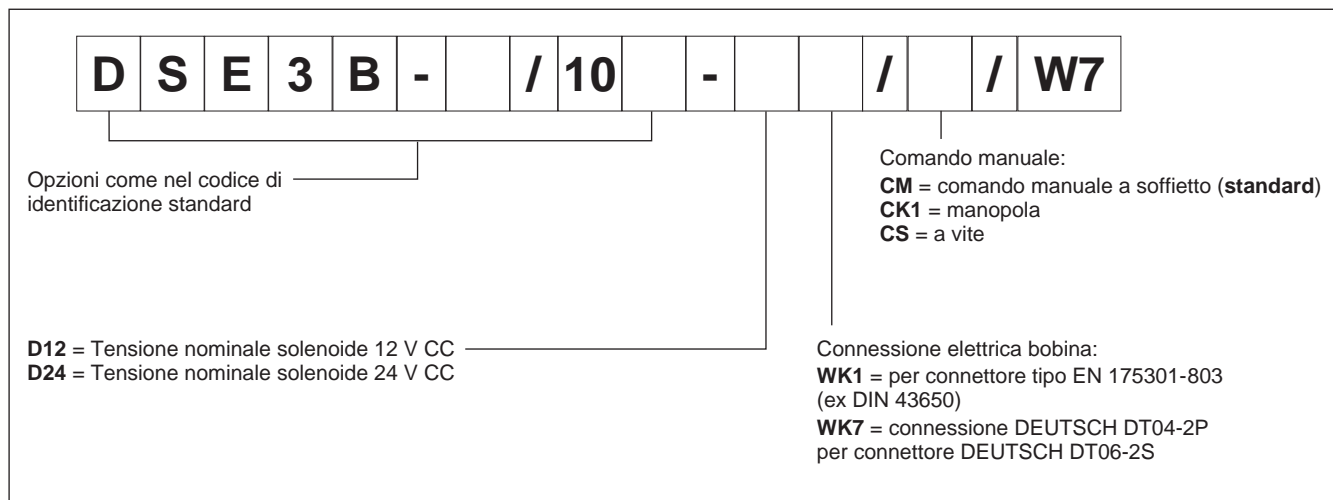 DSE3B- /10 - / / W7
Opzioni come nel codice di
identificazione standard
Comando manuale:
CM = comando manuale a soffietto (standard)
CK1 = manopola
CS = a vite
D12 = Tensione nominale solenoide 12 V CC
D24 = Tensione nominale solenoide 24 V CC
Connessione elettrica bobina:
WK1 = per connettore tipo EN 175301-803
(ex DIN 43650)
WK7 = connessione DEUTSCH DT04-2P
per connettore DEUTSCH DT06-2S